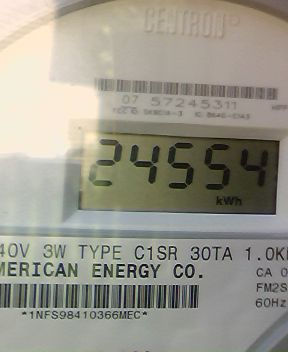 CENTRON®
07 57245311
24554
kWh
40V 3W TYPE C1SR 30TA 1.0K
MERICAN ENERGY CO.
CA 0
FM2S
60Hz
*1NFS98410366MEC*